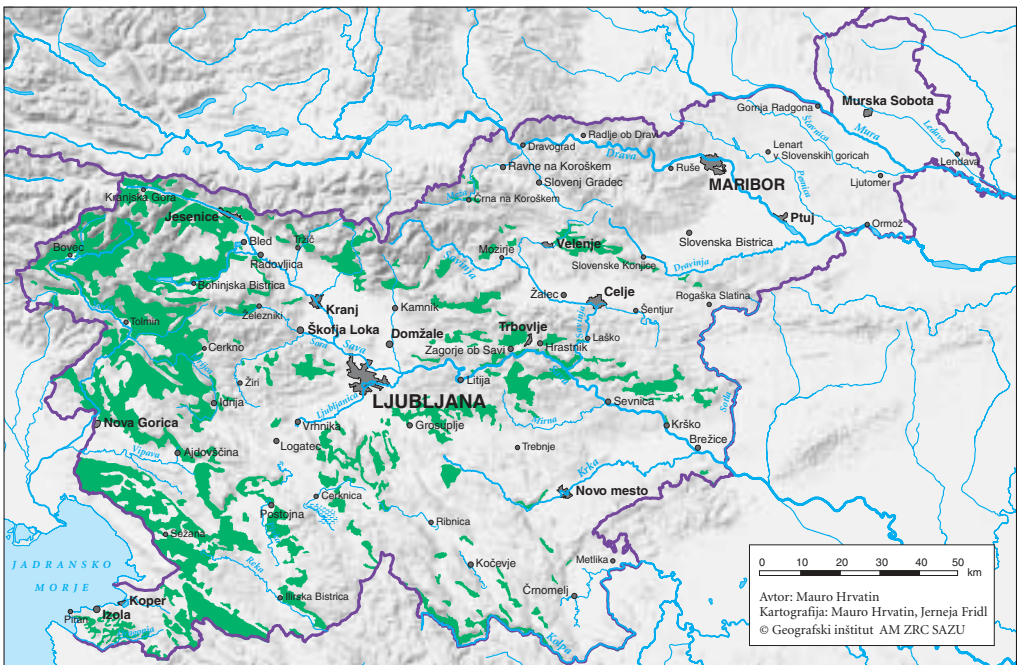 Gornja Radgona
Murska Sobota
Ščavnica
Mura
Ledava
Radlje ob Dravi
Dravograd
Drava
Lenart
v Slovenskih goricah
Lendava
Ravne na Koroškem
Ruše
MARIBOR
Pesnica
Ljutomer
Slovenj Gradec
Kranjska Gora
Meža
Črna na Koroškem
Jesenice
Ptuj
Ormož
Bovec
Bled
Tržič
Mozirje
Velenje
Slovenska Bistrica
Radovljica
Savinja
Slovenske Konjice
Dravinja
Bohinjska Bistrica
Žalec
Celje
Rogaška Slatina
Železniki
Kranj
Kamnik
Šentjur
Tolmin
Škofja Loka
Domžale
Trbovlje
Savinja
Laško
Cerkno
Sora
Sava
Zagorje ob Savi
Hrastnik
Idrijca
Žiri
Litija
Sava
LJUBLJANA
Sevnica
Sotla
Idrija
Ljubljanica
Nova Gorica
Vrhnika
Grosuplje
Mirna
Krško
Logatec
Trebnje
Brežice
Vipava
Ajdovščina
Krka
Novo mesto
Cerknica
Postojna
Ribnica
Sežana
JADRANSKO
MORJE
Reka
Kočevje
Metlika
Črnomelj
Ilirska Bistrica
Koper
Izola
Piran
Kolpa
0 10 20 30 40 50
km
Avtor: Mauro Hrvatin
Kartografija: Mauro Hrvatin, Jerneja Fridl
© Geografski inštitut AM ZRC SAZU